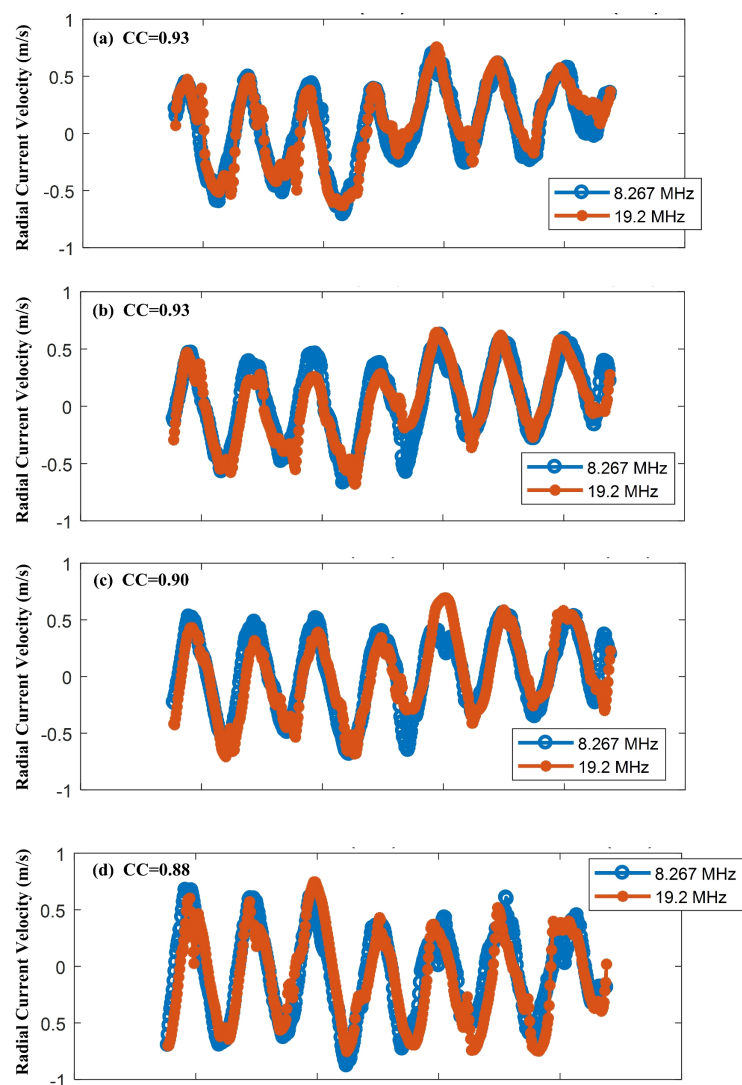 (a) CC=0.93
Radial Current Velocity (m/s)
1
0.5
0
-0.5
-1
8.267 MHz
19.2 MHz
(b) CC=0.93
Radial Current Velocity (m/s)
1
0.5
0
-0.5
-1
8.267 MHz
19.2 MHz
(c) CC=0.90
Radial Current Velocity (m/s)
1
0.5
0
-0.5
-1
8.267 MHz
19.2 MHz
(d) CC=0.88
Radial Current Velocity (m/s)
1
0.5
0
-0.5
-1
8.267 MHz
19.2 MHz